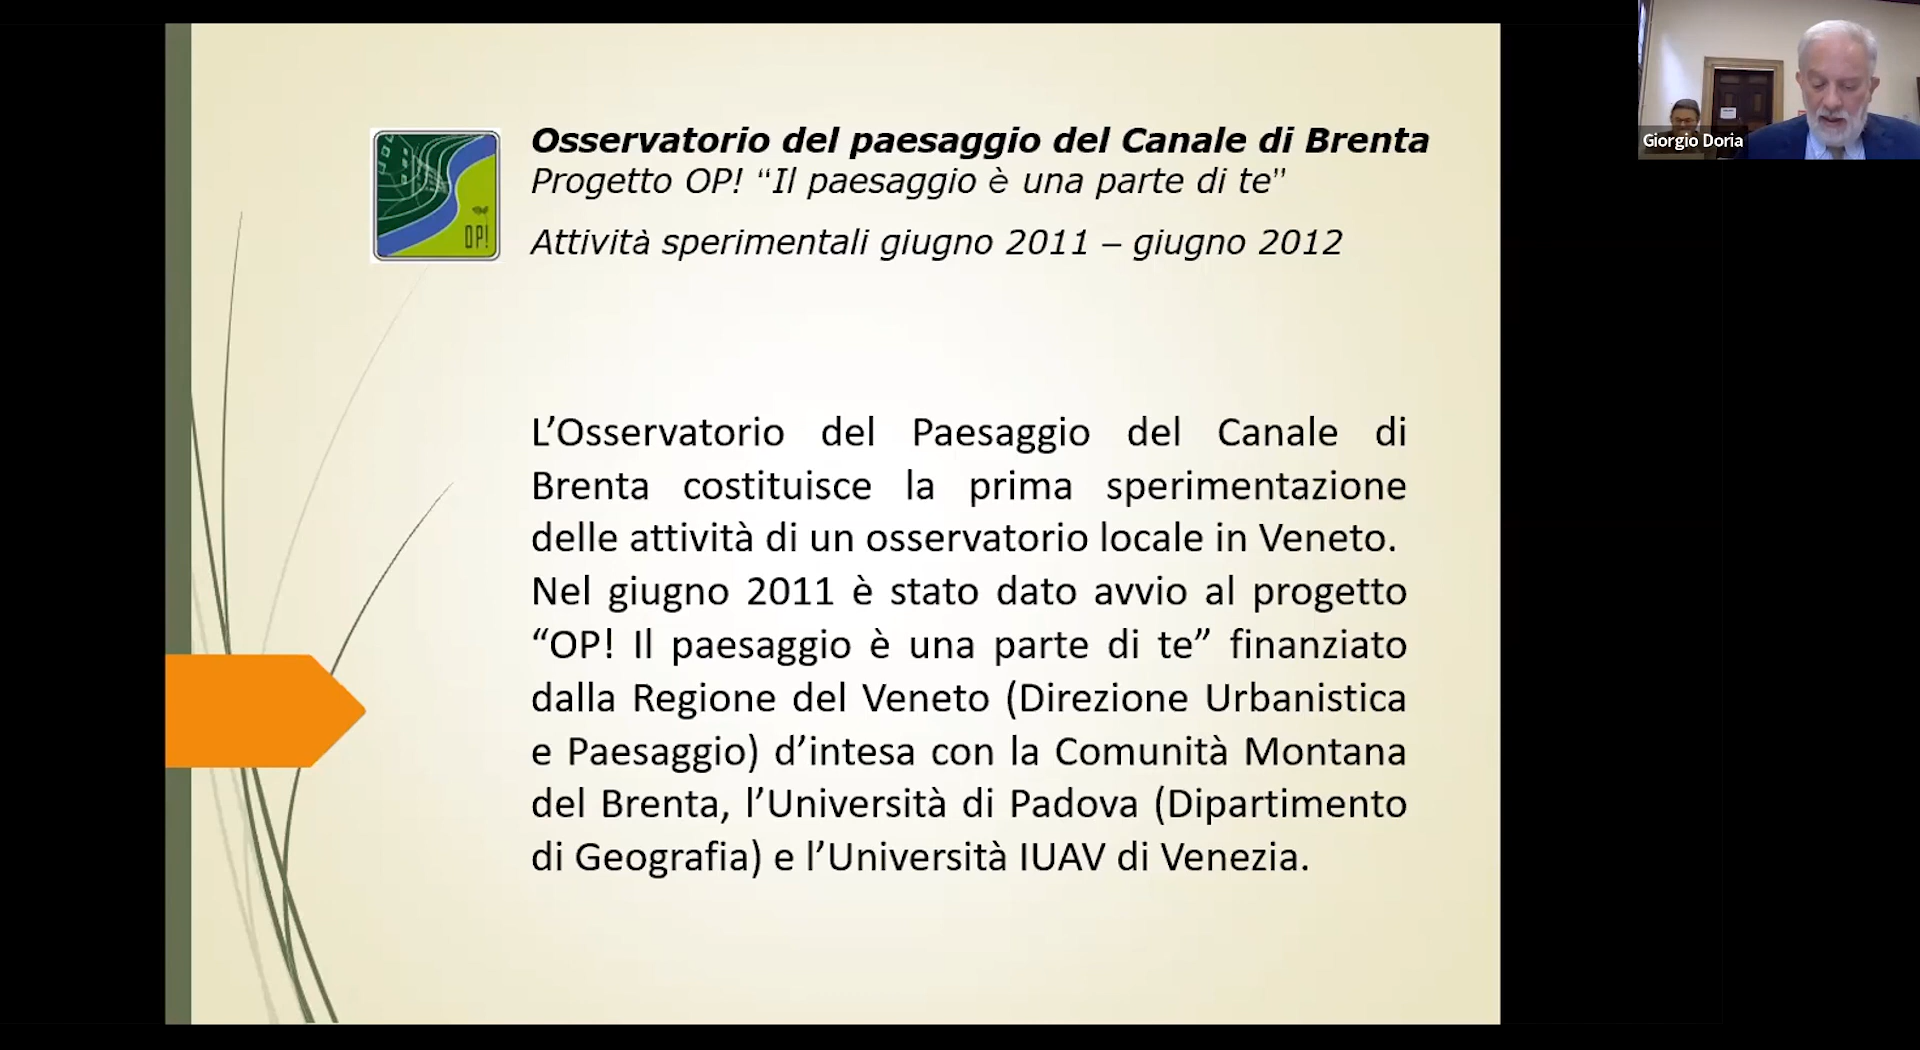 Osservatorio del paesaggio del Canale di Brenta
Progetto OP! “Il paesaggio è una parte di te”
Attività sperimentali giugno 2011 – giugno 2012
OP!
L’Osservatorio del Paesaggio del Canale di
Brenta costituisce la prima sperimentazione
delle attività di un osservatorio locale in Veneto.
Nel giugno 2011 è stato dato avvio al progetto
“OP! Il paesaggio è una parte di te” finanziato
dalla Regione del Veneto (Direzione Urbanistica
e Paesaggio) d’intesa con la Comunità Montana
del Brenta, l’Università di Padova (Dipartimento
di Geografia) e l’Università IUAV di Venezia.
Giorgio Doria